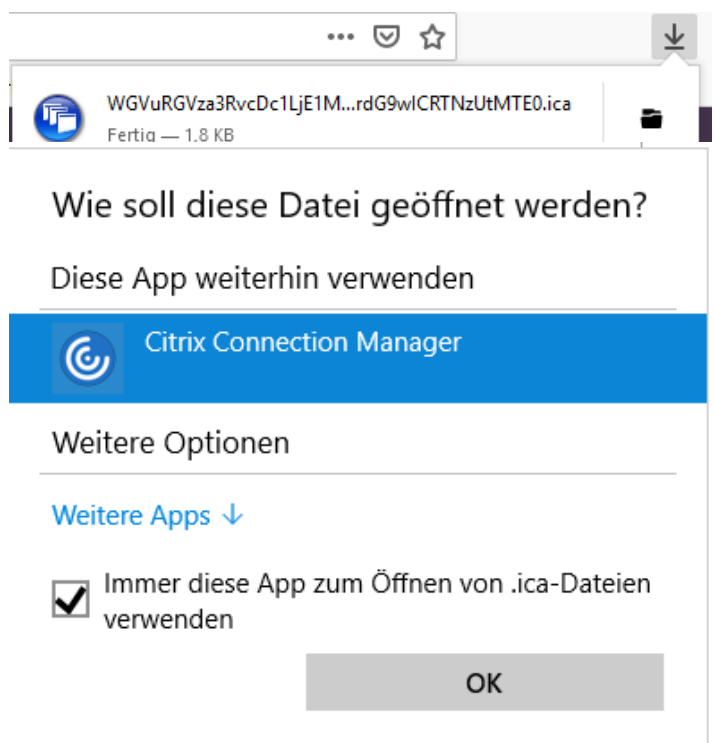 WGVuRGVza3RvcDc1LjE1M...rdG9wICRTNzUtMTE0.ica
Fertig — 1.8 KB
Wie soll diese Datei geöffnet werden?
Diese App weiterhin verwenden
Citrix Connection Manager
Weitere Optionen
Weitere Apps ↓
Immer diese App zum Öffnen von .ica-Dateien
verwenden
OK